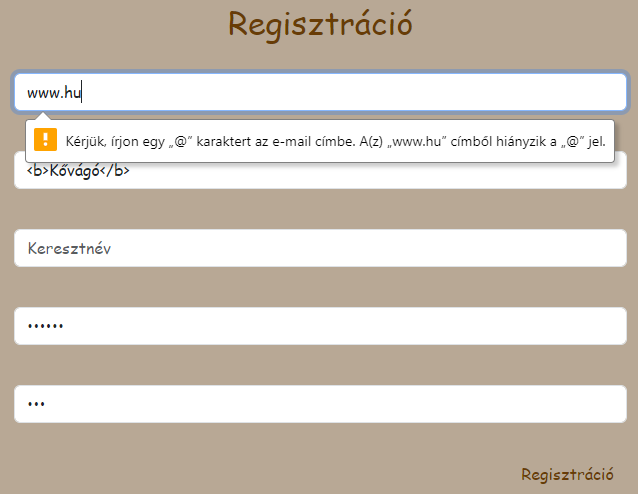 Regisztráció
www.hu
Kérjük, írjon egy „@” karaktert az e-mail címbe. A(z) „www.hu” címből hiányzik a „@” jel.
<b>Kővágó</b>
Keresztnév
••••••
•••
Regisztráció